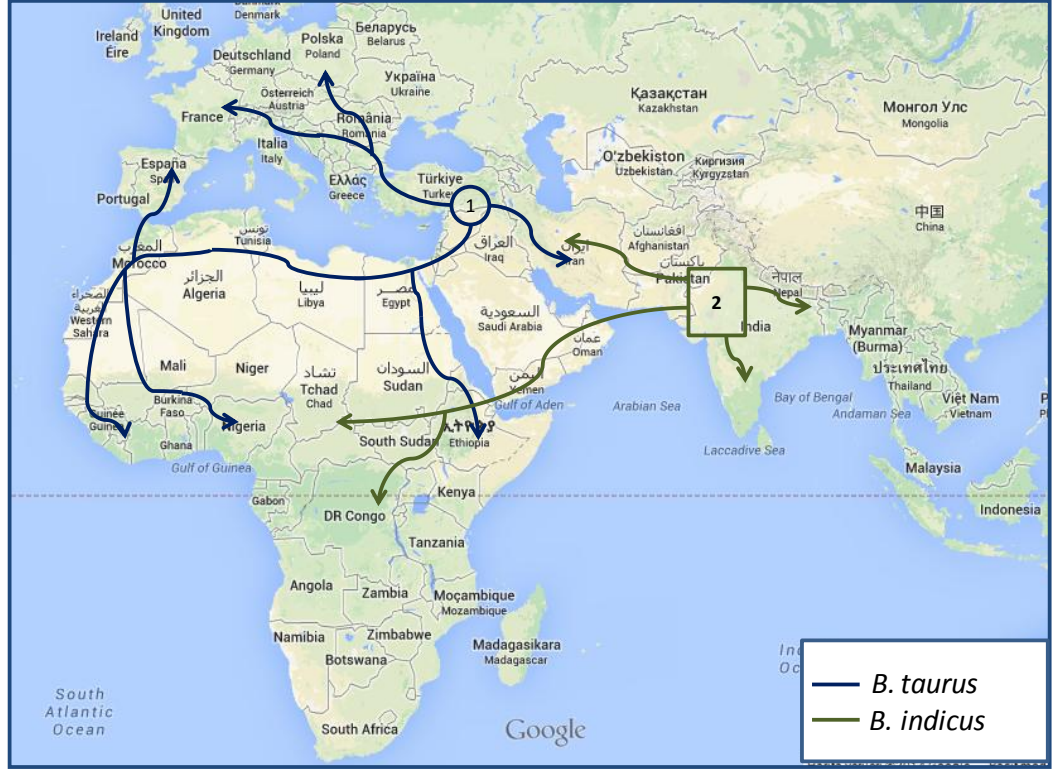 United
Kingdom
Danmark
Denmark
Ireland
Éire
Polska
Poland
Беларусь
Belarus
Deutschland
Germany
Україна
Ukraine
Österreich
Austria
France
România
Romania
Italia
Italy
Қазақстан
Kazakhstan
Монгол Улс
Mongolia
O'zbekiston
Uzbekistan
Киргизия
Kyrgyzstan
España
Portugal
Ελλάς
Greece
Türkiye
1
تونس
Tunisia
المغرب
Morocco
العراق
Iraq
ایران
Iran
افغانستان
Afghanistan
پاکستان
Pakistan
नेपाल
Nepal
中国
China
2
India
الجزائر
Algeria
ليبيا
Libya
مصر
Egypt
السعودية
Saudi Arabia
عمان
Oman
الصحراء
الغربية
Western
Sahara
Mali
Niger
تشاد
Tchad
Chad
السودان
Sudan
اليمن
Yemen
Gulf of Aden
Arabian Sea
Bay of Bengal
Andaman Sea
Laccadive Sea
Myanmar
(Burma)
ประเทศไทย
Thailand
Việt Nam
Vietnam
Guinée
Guinea
Burkina
Faso
Ghana
Nigeria
Gulf of Guinea
South Sudan
ኢትዮጵያ
Ethiopia
Malaysia
Indonesia
Gabon
Kenya
DR Congo
Tanzania
Angola
Zambia
Moçambique
Mozambique
Namibia
Zimbabwe
Botswana
Madagasikara
Madagascar
South Africa
South
Atlantic
Ocean
Google
B. taurus
B. indicus